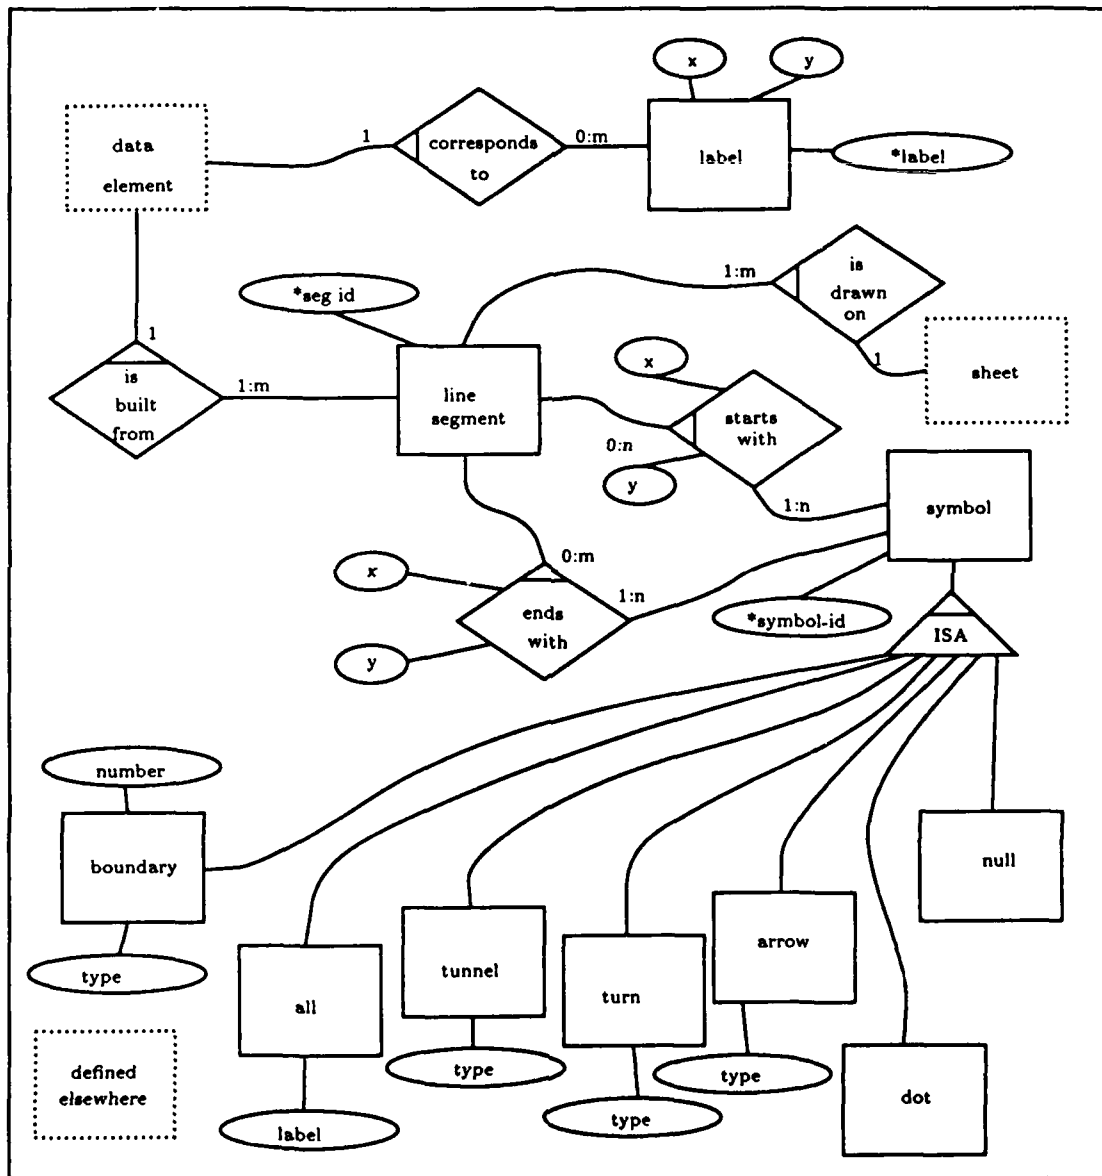 x
y
data
element
1
corresponds
to
0:m
label
*label
*seg id
1:m
is
drawn
on
1
sheet
1
is
built
from
1:m
line
segment
x
starts
with
0:n
y
1:n
symbol
x
0:m
ends
with
1:n
y
*symbol-id
ISA
number
boundary
type
all
label
tunnel
type
turn
type
arrow
type
dot
null
defined
elsewhere